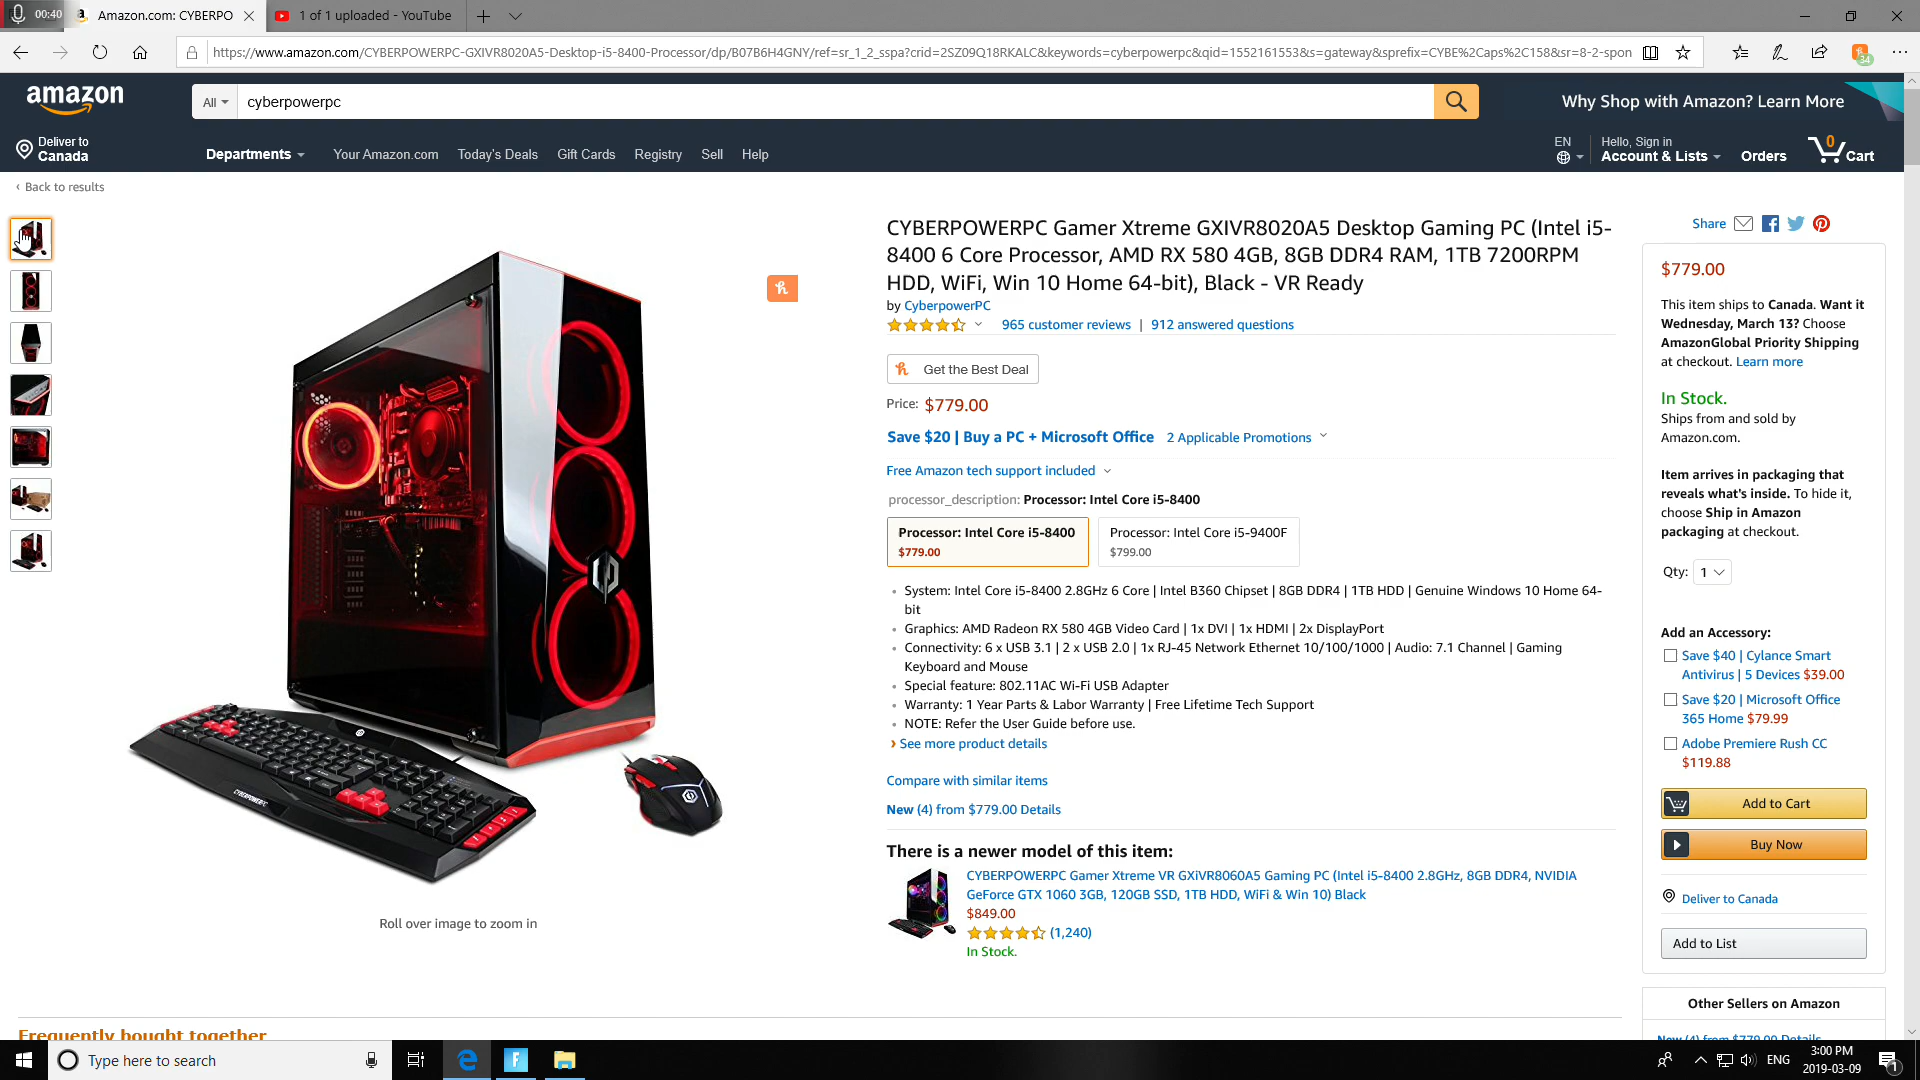 00:40
Amazon.com: CYBERPO
1 of 1 uploaded - YouTube
https://www.amazon.com/CYBERPOWERPC-GXIVR8020A5-Desktop-i5-8400-Processor/dp/B07B6H4GNY/ref=sr_1_2_sspa?crid=2SZ09Q18RKALC&keywords=cyberpowerpc&qid=1552161553&s=gateway&sprefix=CYBE%2Caps%2C158&sr=8-2-spon
34
amazon
All
cyberpowerpc
Why Shop with Amazon? Learn More
Deliver to
Canada
Departments
Your Amazon.com
Today's Deals
Gift Cards
Registry
Sell
Help
EN
Hello, Sign in
Account & Lists
Orders
0
Cart
‹ Back to results
CYBERPOWERPC Gamer Xtreme GXIVR8020A5 Desktop Gaming PC (Intel i5-
8400 6 Core Processor, AMD RX 580 4GB, 8GB DDR4 RAM, 1TB 7200RPM
HDD, WiFi, Win 10 Home 64-bit), Black - VR Ready
by CyberpowerPC
965 customer reviews | 912 answered questions
Get the Best Deal
Price: $779.00
Save $20 | Buy a PC + Microsoft Office 2 Applicable Promotions
Free Amazon tech support included
processor_description: Processor: Intel Core i5-8400
Processor: Intel Core i5-8400
$779.00
Processor: Intel Core i5-9400F
$799.00
• System: Intel Core i5-8400 2.8GHz 6 Core | Intel B360 Chipset | 8GB DDR4 | 1TB HDD | Genuine Windows 10 Home 64-
bit
• Graphics: AMD Radeon RX 580 4GB Video Card | 1x DVI | 1x HDMI | 2x DisplayPort
• Connectivity: 6 x USB 3.1 | 2 x USB 2.0 | 1x RJ-45 Network Ethernet 10/100/1000 | Audio: 7.1 Channel | Gaming
Keyboard and Mouse
• Special feature: 802.11AC Wi-Fi USB Adapter
• Warranty: 1 Year Parts & Labor Warranty | Free Lifetime Tech Support
• NOTE: Refer the User Guide before use.
› See more product details
Compare with similar items
New (4) from $779.00 Details
There is a newer model of this item:
CYBERPOWERPC Gamer Xtreme VR GXiVR8060A5 Gaming PC (Intel i5-8400 2.8GHz, 8GB DDR4, NVIDIA
GeForce GTX 1060 3GB, 120GB SSD, 1TB HDD, WiFi & Win 10) Black
$849.00
(1,240)
In Stock.
CYBERPOWERPC
Roll over image to zoom in
Share
$779.00
This item ships to Canada. Want it
Wednesday, March 13? Choose
AmazonGlobal Priority Shipping
at checkout. Learn more
In Stock.
Ships from and sold by
Amazon.com.
Item arrives in packaging that
reveals what's inside. To hide it,
choose Ship in Amazon
packaging at checkout.
Qty: 1
Add an Accessory:
Save $40 | Cylance Smart
Antivirus | 5 Devices $39.00
Save $20 | Microsoft Office
365 Home $79.99
Adobe Premiere Rush CC
$119.88
Add to Cart
Buy Now
Deliver to Canada
Add to List
Other Sellers on Amazon
New (4) from $779.00 Details
Frequently bought together
Type here to search
ENG
3:00 PM
2019-03-09
1